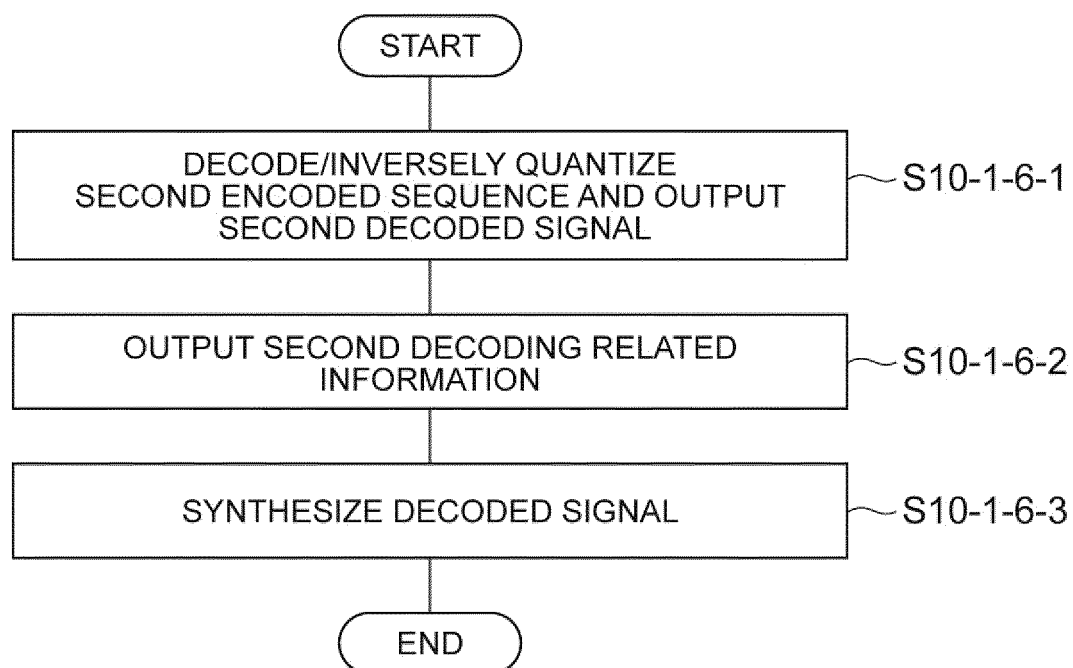 START
DECODE/INVERSELY QUANTIZE
SECOND ENCODED SEQUENCE AND OUTPUT
SECOND DECODED SIGNAL
S10-1-6-1
OUTPUT SECOND DECODING RELATED
INFORMATION
S10-1-6-2
SYNTHESIZE DECODED SIGNAL
S10-1-6-3
END